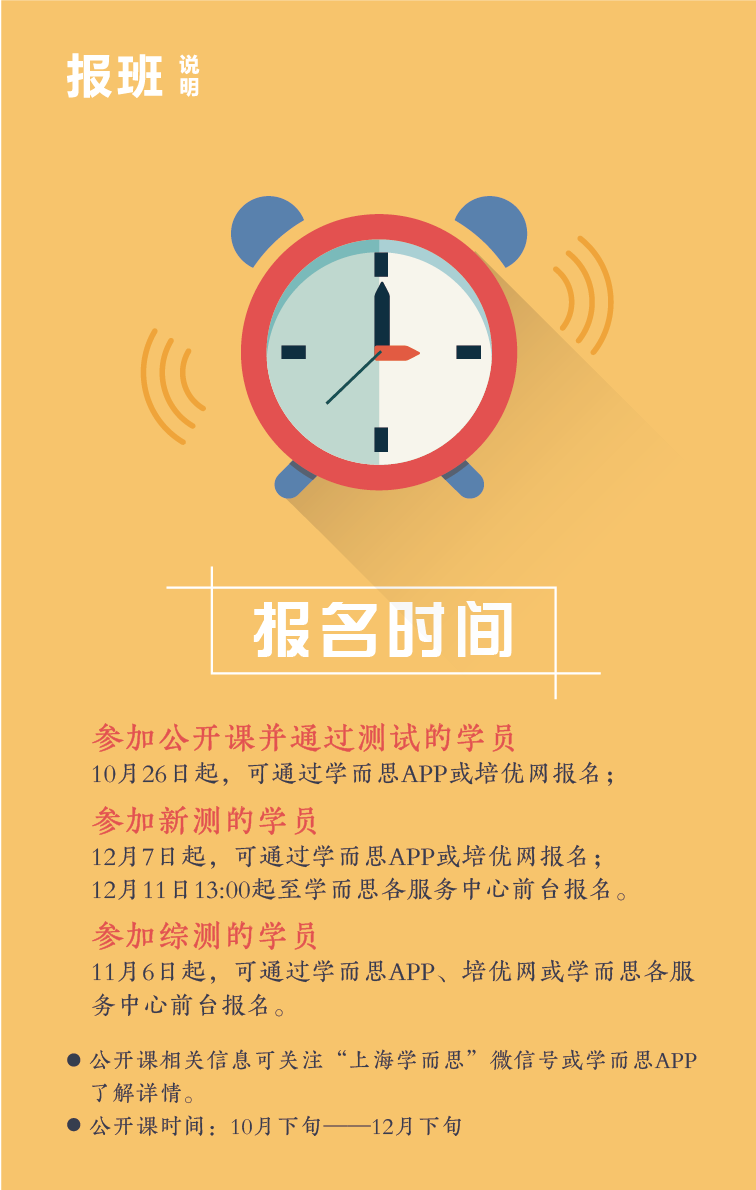 报班 说明
报名时间
参加公开课并通过测试的学员
10月26日起，可通过学而思APP或培优网报名；
参加新测的学员
12月7日起，可通过学而思APP或培优网报名；
12月11日13:00起至学而思各服务中心前台报名。
参加综测的学员
11月6日起，可通过学而思APP、培优网或学而思各服
务中心前台报名。
● 公开课相关信息可关注“上海学而思”微信号或学而思APP
了解详情。
● 公开课时间：10月下旬——12月下旬